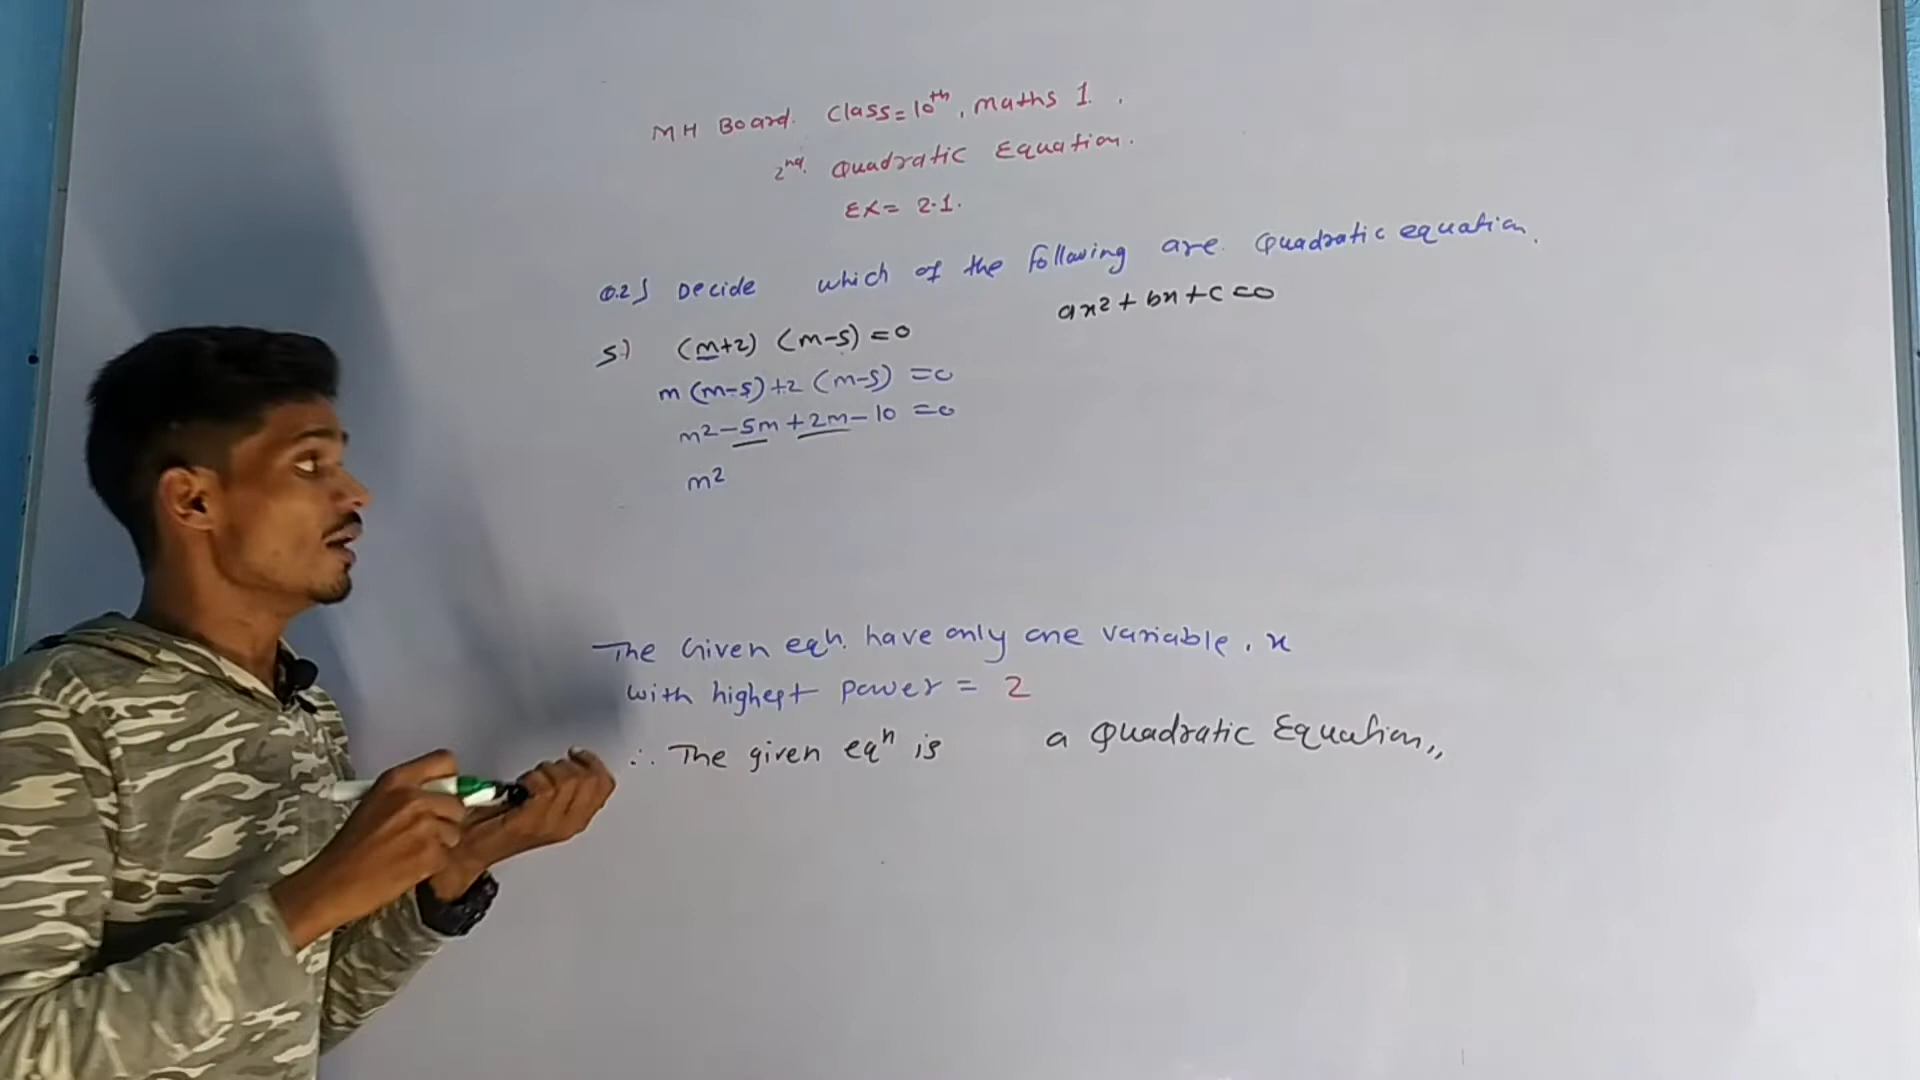 MH Board. Class=10th, maths 1.
2nd. Quadratic Equation.
Ex= 2.1.
Q.2] Decide which of the following are Quadratic equation.
ax2 + bx + c = 0
5) (m+2) (m-5) = 0
m (m-5) +2 (m-5) = 0
m2 - 5m + 2m - 10 = 0
m2
The Given eqn. have only one variable. x
with highest power = 2
∴ The given eqn is a Quadratic Equation,,